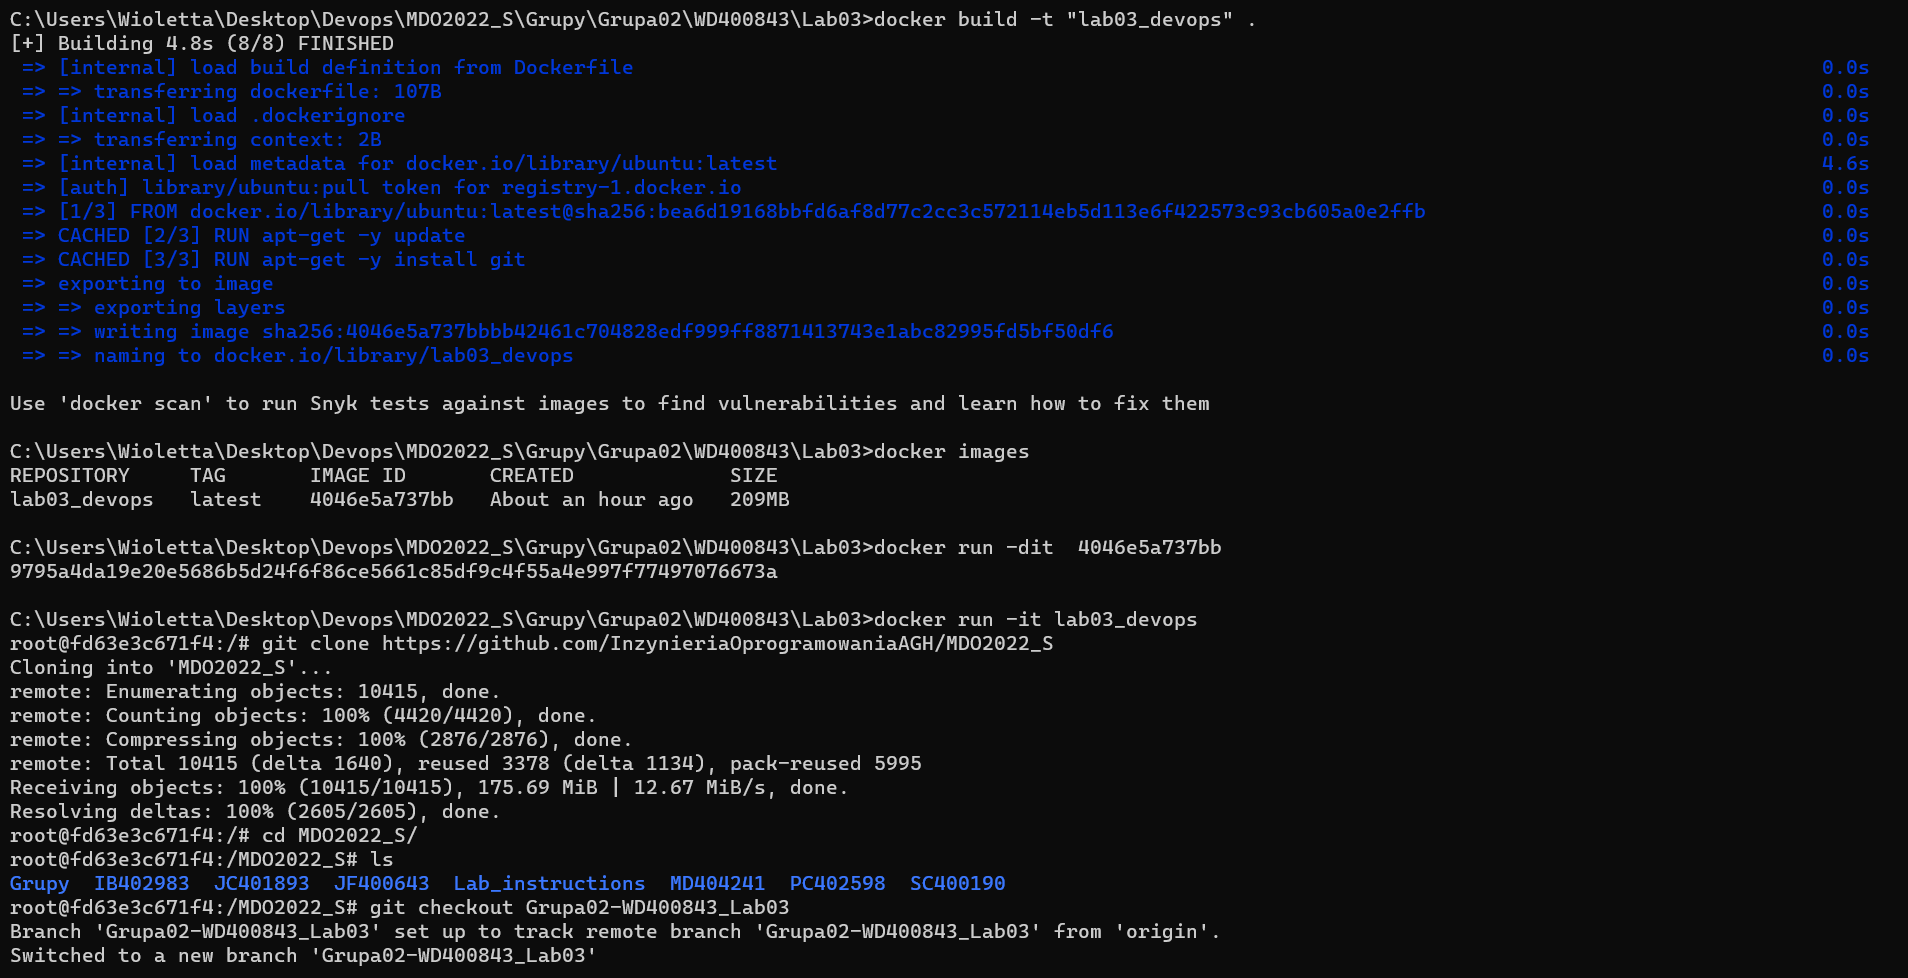 C:\Users\Wioletta\Desktop\Devops\MDO2022_S\Grupy\Grupa02\WD400843\Lab03>docker build -t "lab03_devops" .
[+] Building 4.8s (8/8) FINISHED
 => [internal] load build definition from Dockerfile 0.0s
 => => transferring dockerfile: 107B 0.0s
 => [internal] load .dockerignore 0.0s
 => => transferring context: 2B 0.0s
 => [internal] load metadata for docker.io/library/ubuntu:latest 4.6s
 => [auth] library/ubuntu:pull token for registry-1.docker.io 0.0s
 => [1/3] FROM docker.io/library/ubuntu:latest@sha256:bea6d19168bbfd6af8d77c2cc3c572114eb5d113e6f422573c93cb605a0e2ffb 0.0s
 => CACHED [2/3] RUN apt-get -y update 0.0s
 => CACHED [3/3] RUN apt-get -y install git 0.0s
 => exporting to image 0.0s
 => => exporting layers 0.0s
 => => writing image sha256:4046e5a737bbbb42461c704828edf999ff8871413743e1abc82995fd5bf50df6 0.0s
 => => naming to docker.io/library/lab03_devops 0.0s
Use 'docker scan' to run Snyk tests against images to find vulnerabilities and learn how to fix them
C:\Users\Wioletta\Desktop\Devops\MDO2022_S\Grupy\Grupa02\WD400843\Lab03>docker images
REPOSITORY     TAG       IMAGE ID       CREATED             SIZE
lab03_devops   latest    4046e5a737bb   About an hour ago   209MB
C:\Users\Wioletta\Desktop\Devops\MDO2022_S\Grupy\Grupa02\WD400843\Lab03>docker run -dit  4046e5a737bb
9795a4da19e20e5686b5d24f6f86ce5661c85df9c4f55a4e997f77497076673a
C:\Users\Wioletta\Desktop\Devops\MDO2022_S\Grupy\Grupa02\WD400843\Lab03>docker run -it lab03_devops
root@fd63e3c671f4:/# git clone https://github.com/InzynieriaOprogramowaniaAGH/MDO2022_S
Cloning into 'MDO2022_S'...
remote: Enumerating objects: 10415, done.
remote: Counting objects: 100% (4420/4420), done.
remote: Compressing objects: 100% (2876/2876), done.
remote: Total 10415 (delta 1640), reused 3378 (delta 1134), pack-reused 5995
Receiving objects: 100% (10415/10415), 175.69 MiB | 12.67 MiB/s, done.
Resolving deltas: 100% (2605/2605), done.
root@fd63e3c671f4:/# cd MDO2022_S/
root@fd63e3c671f4:/MDO2022_S# ls
Grupy  IB402983  JC401893  JF400643  Lab_instructions  MD404241  PC402598  SC400190
root@fd63e3c671f4:/MDO2022_S# git checkout Grupa02-WD400843_Lab03
Branch 'Grupa02-WD400843_Lab03' set up to track remote branch 'Grupa02-WD400843_Lab03' from 'origin'.
Switched to a new branch 'Grupa02-WD400843_Lab03'